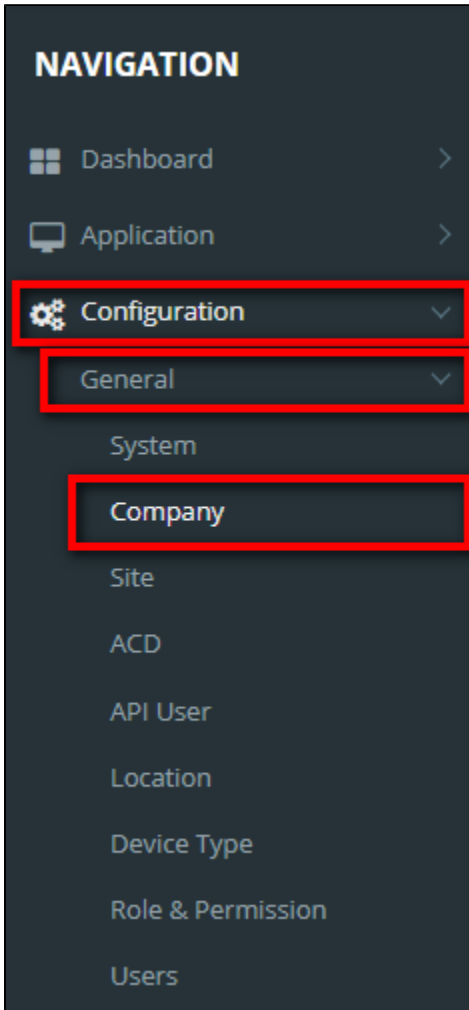 NAVIGATION
Dashboard
Application
Configuration
General
System
Company
Site
ACD
API User
Location
Device Type
Role & Permission
Users